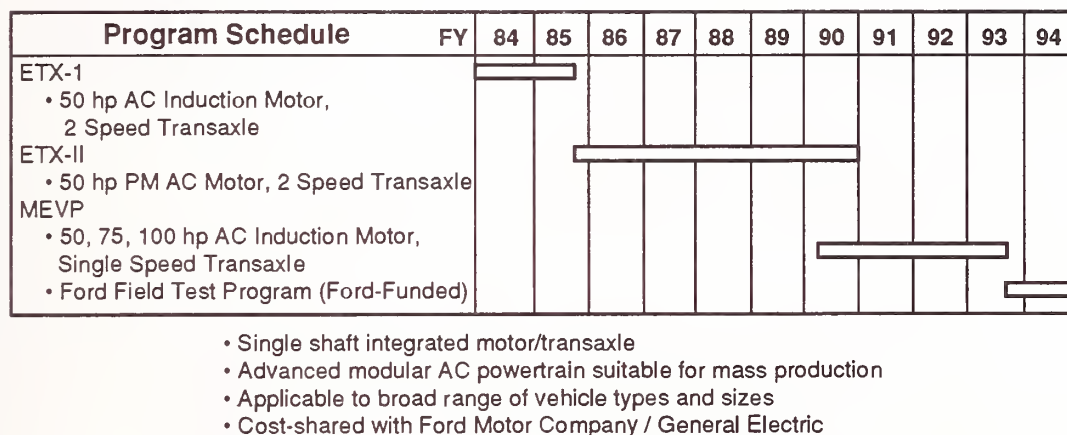 Program Schedule FY 84 85 86 87 88 89 90 91 92 93 94
ETX-1
• 50 hp AC Induction Motor,
2 Speed Transaxle
ETX-II
• 50 hp PM AC Motor, 2 Speed Transaxle
MEVP
• 50, 75, 100 hp AC Induction Motor,
Single Speed Transaxle
• Ford Field Test Program (Ford-Funded)
• Single shaft integrated motor/transaxle
• Advanced modular AC powertrain suitable for mass production
• Applicable to broad range of vehicle types and sizes
• Cost-shared with Ford Motor Company / General Electric